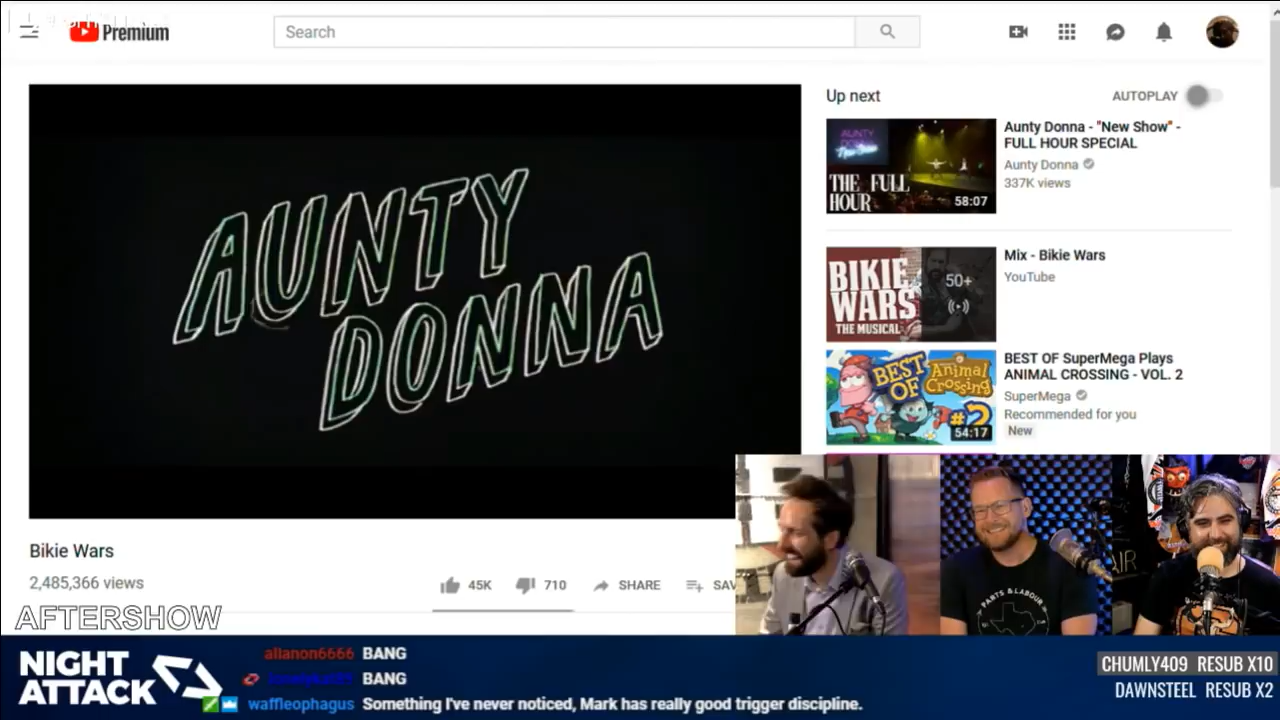 Premium
Search
AUNTY
DONNA
Up next
AUTOPLAY
AUNTY
THE FULL
HOUR
58:07
Aunty Donna - "New Show" -
FULL HOUR SPECIAL
Aunty Donna
337K views
BIKIE
WARS
THE MUSICAL
50+
Mix - Bikie Wars
YouTube
BEST
OF
Animal
Crossing
#2
54:17
BEST OF SuperMega Plays
ANIMAL CROSSING - VOL. 2
SuperMega
Recommended for you
New
Bikie Wars
2,485,366 views
45K
710
SHARE
SAV
PARTS & LABOUR
AFTERSHOW
NIGHT
ATTACK
allanon6666 BANG
BANG
waffleophagus Something I've never noticed, Mark has really good trigger discipline.
CHUMLY409 RESUB X10
DAWNSTEEL RESUB X2